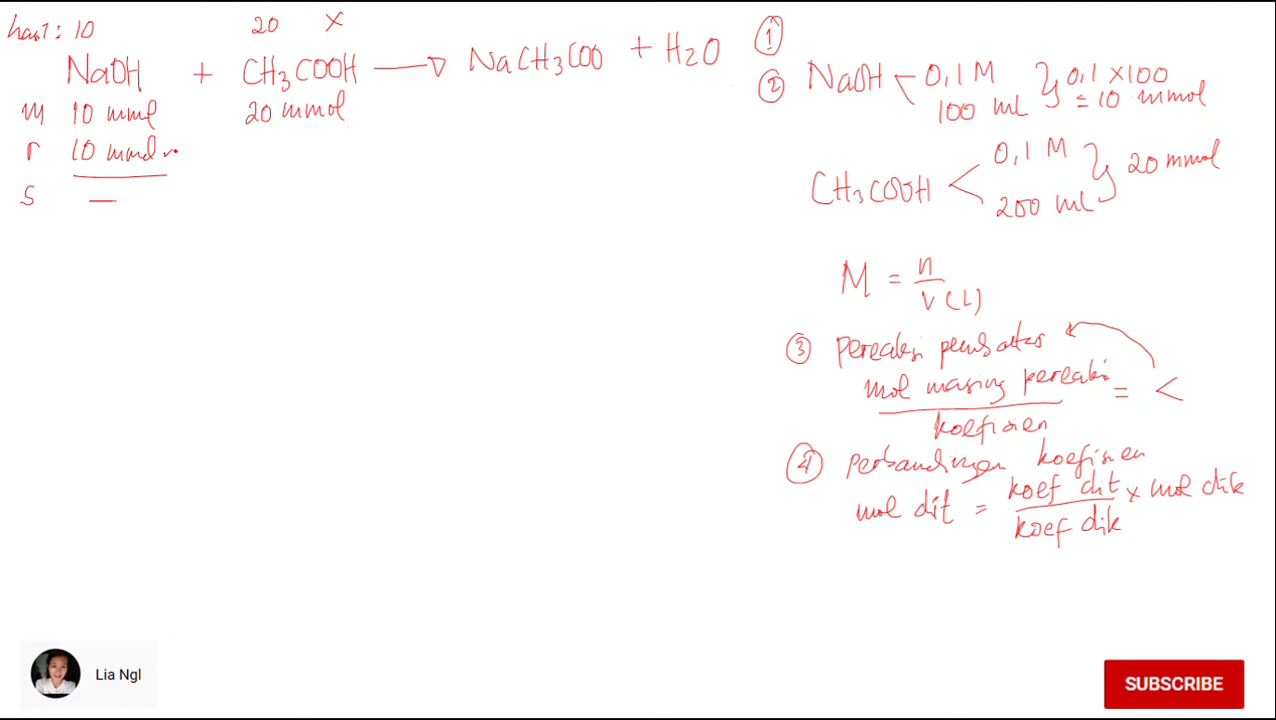 hasil: 10 20 x
NaOH + CH3COOH → NaCH3COO + H2O
m 10 mmol 20 mmol
r 10 mmol
s —
①
② NaOH < 0,1 M } 0,1 x100
100 ml = 10 mmol
CH3COOH < 0,1 M } 20 mmol
200 ml
M = n
V(L)
③ pereaksi pembatas
mol masing pereaksi = <
koefisien
④ perbandingan koefisien
mol dit = koef dit x mol dik
koef dik
Lia Ngl
SUBSCRIBE